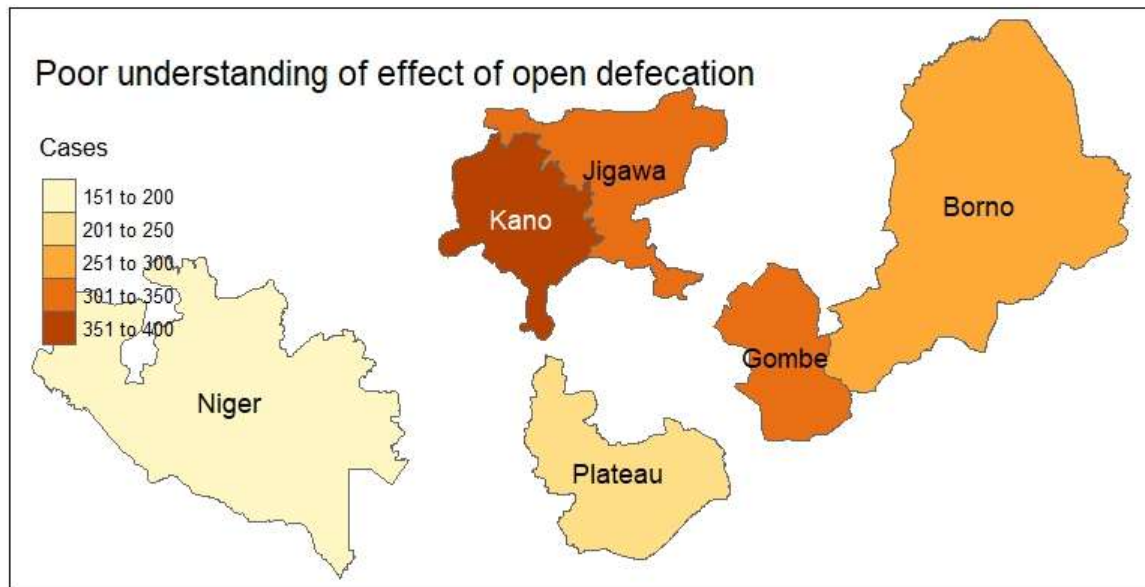 Poor understanding of effect of open defecation
Cases
151 to 200
201 to 250
251 to 300
301 to 350
351 to 400
Jigawa
Kano
Borno
Gombe
Niger
Plateau